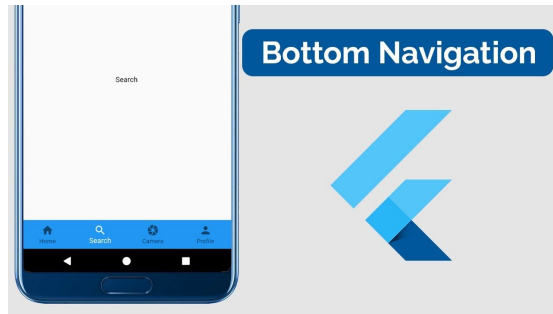 Bottom Navigation
Search
Home
Search
Camera
Profile